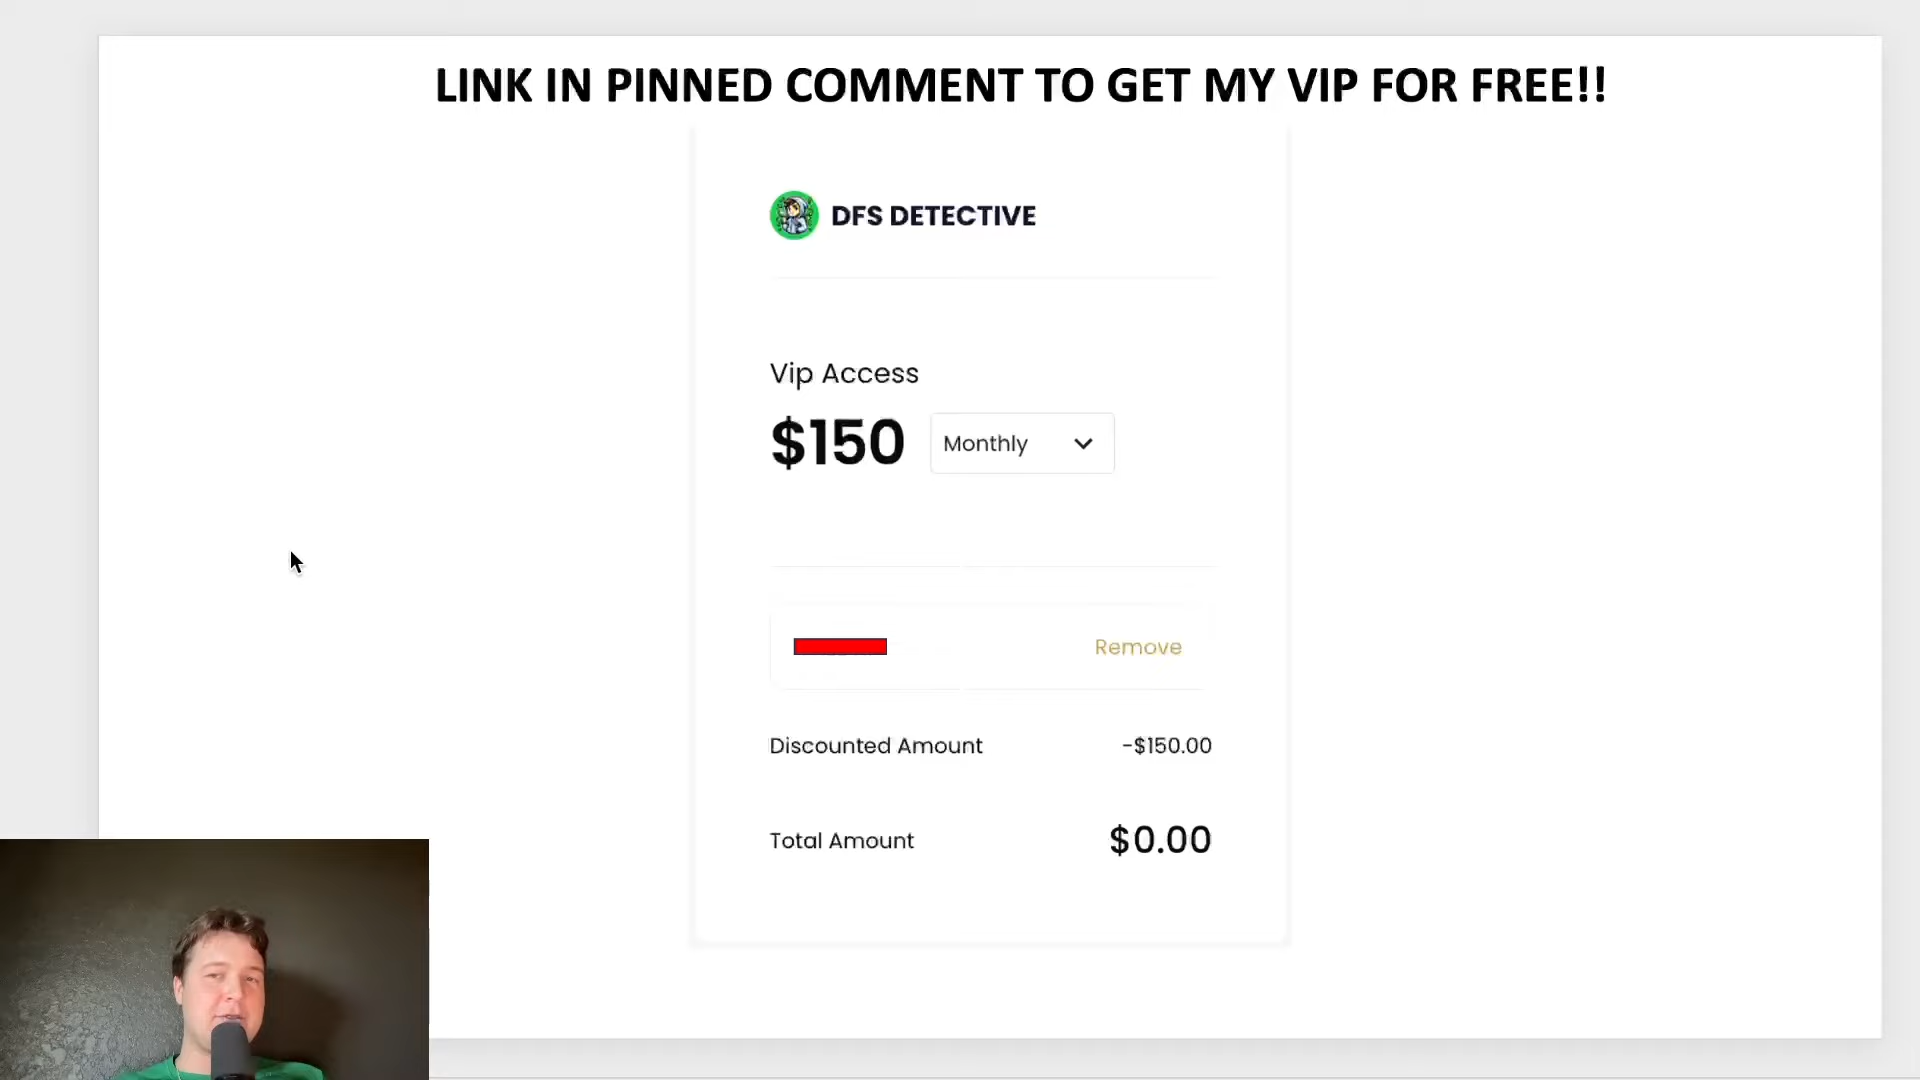 LINK IN PINNED COMMENT TO GET MY VIP FOR FREE!!
DFS DETECTIVE
Vip Access
$150 Monthly
Remove
Discounted Amount -$150.00
Total Amount $0.00